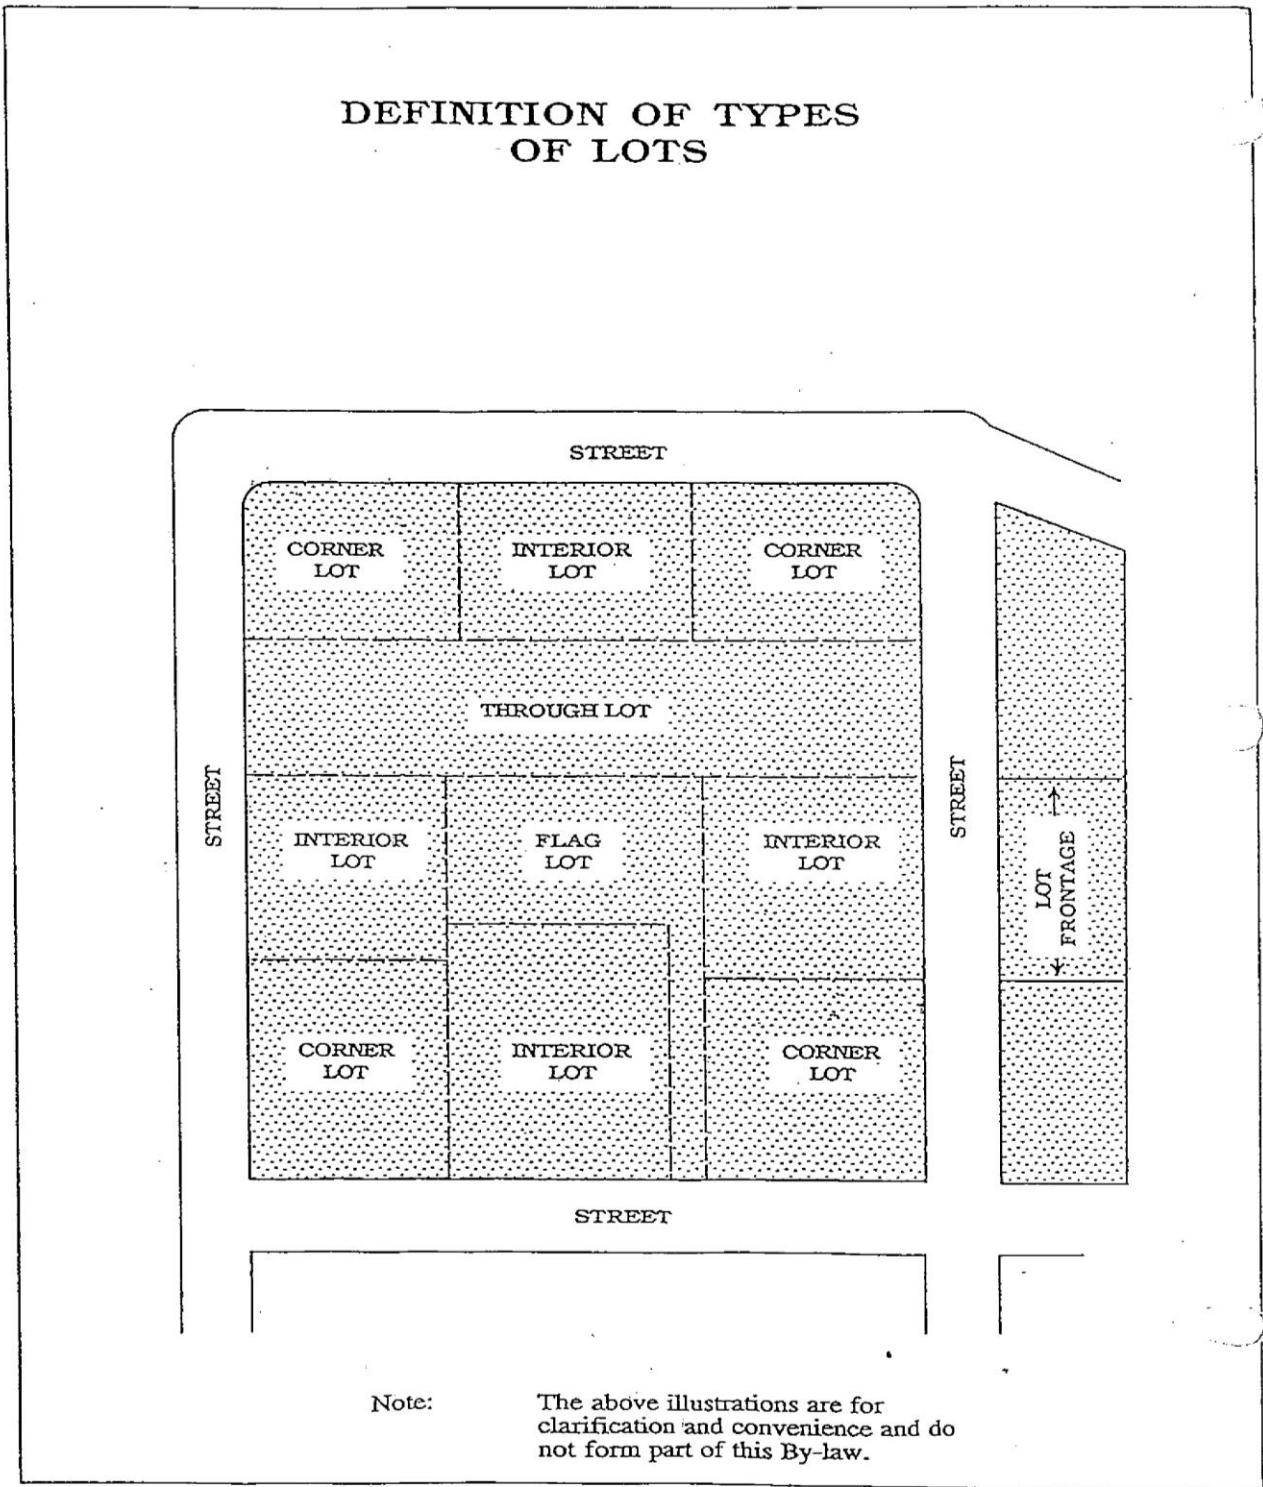 DEFINITION OF TYPES
OF LOTS
STREET
CORNER
LOT
INTERIOR
LOT
CORNER
LOT
THROUGH LOT
STREET
STREET
INTERIOR
LOT
FLAG
LOT
INTERIOR
LOT
LOT
FRONTAGE
CORNER
LOT
INTERIOR
LOT
CORNER
LOT
STREET
Note:
The above illustrations are for
clarification and convenience and do
not form part of this By-law.